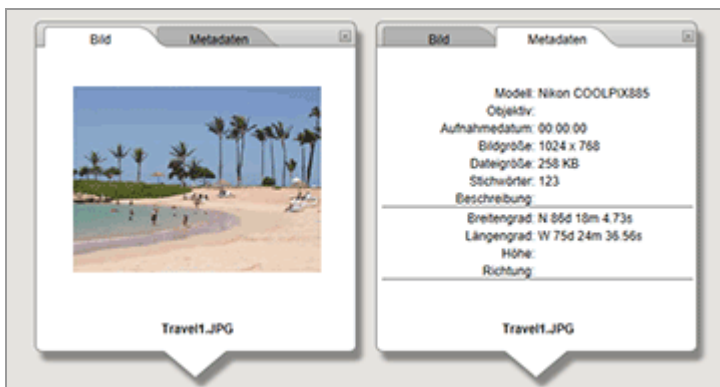 Bild Metadaten
Travel1.JPG
Bild Metadaten
Modell: Nikon COOLPIX885
Objektiv:
Aufnahmedatum: 00:00:00
Bildgröße: 1024 x 768
Dateigröße: 258 KB
Stichwörter: 123
Beschreibung:
Breitengrad: N 86d 18m 4.73s
Längengrad: W 75d 24m 36.56s
Höhe:
Richtung:
Travel1.JPG